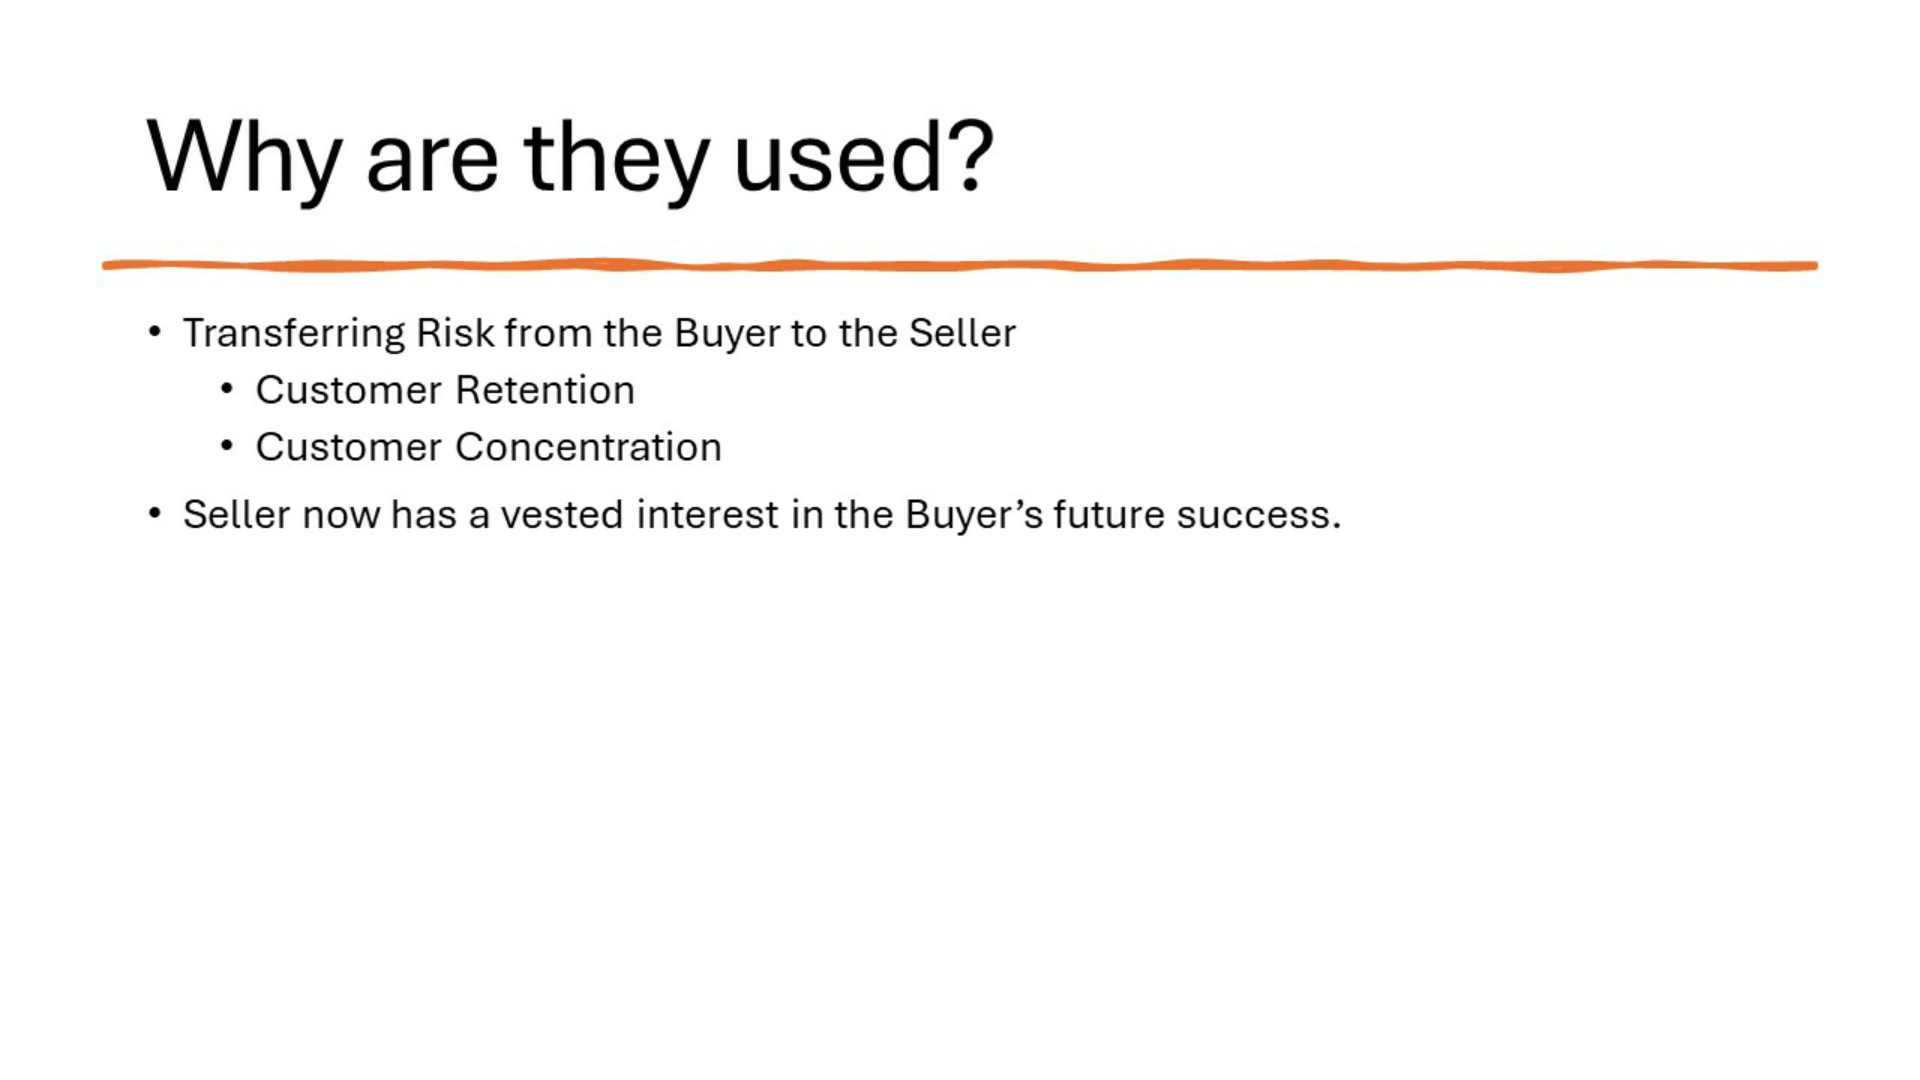 Why are they used?
• Transferring Risk from the Buyer to the Seller
• Customer Retention
• Customer Concentration
• Seller now has a vested interest in the Buyer’s future success.